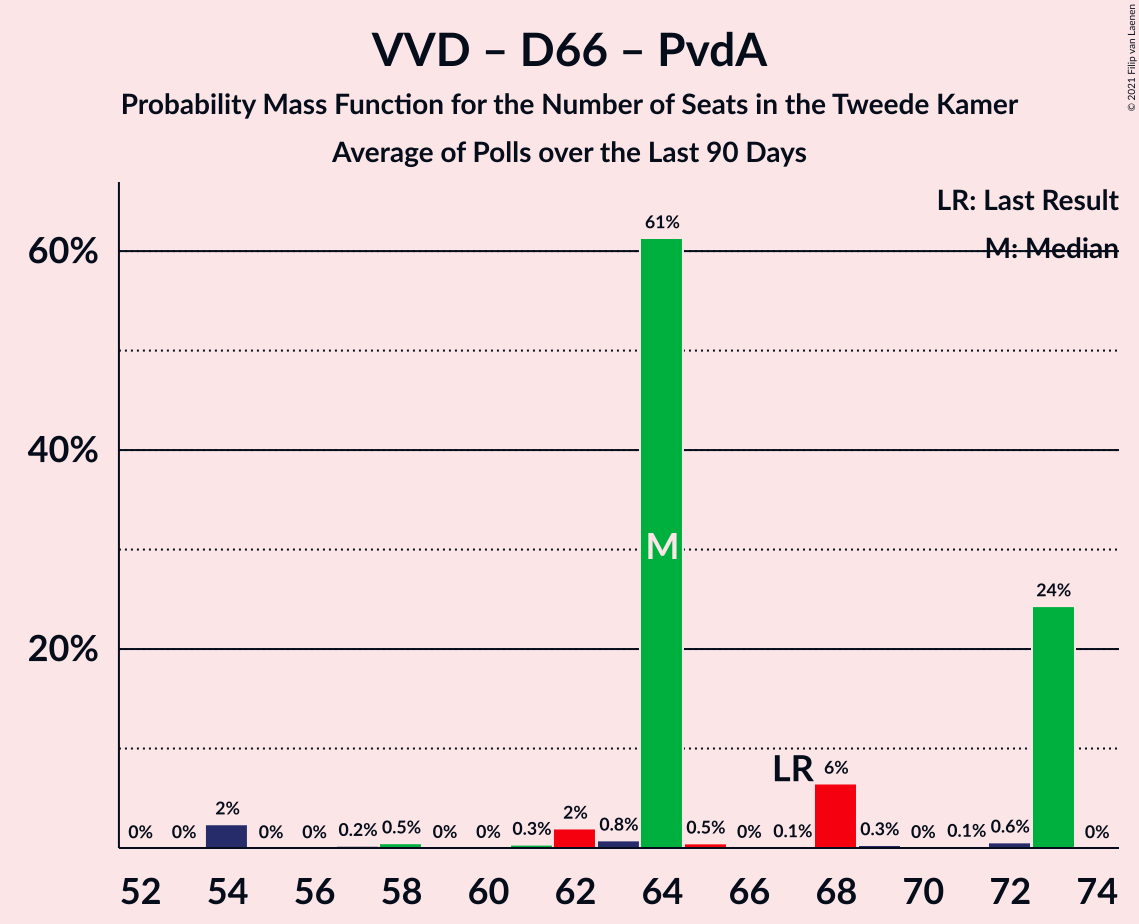 VVD – D66 – PvdA
Probability Mass Function for the Number of Seats in the Tweede Kamer
Average of Polls over the Last 90 Days
© 2021 Filip van Laenen
LR: Last Result
M: Median
60%
40%
20%
61%
M
24%
LR
6%
0% 0% 2% 0% 0% 0.2% 0.5% 0% 0% 0.3% 2% 0.8% 0.5% 0% 0.1% 0.3% 0% 0.1% 0.6% 0%
52 54 56 58 60 62 64 66 68 70 72 74